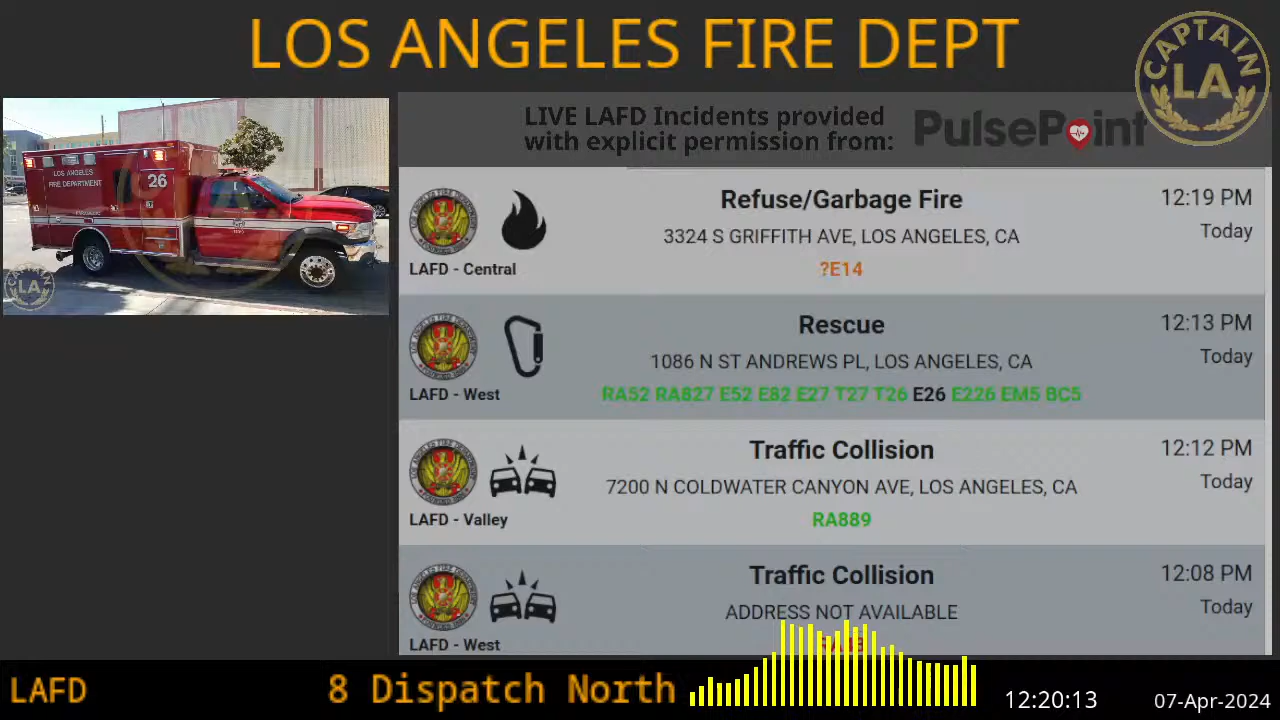 LOS ANGELES FIRE DEPT
CAPTAIN
LA
LIVE LAFD Incidents provided
with explicit permission from:
PulsePoint
LOS ANGELES
FIRE DEPARTMENT
26
Refuse/Garbage Fire
12:19 PM
3324 S GRIFFITH AVE, LOS ANGELES, CA
Today
LAFD - Central
?E14
Rescue
12:13 PM
1086 N ST ANDREWS PL, LOS ANGELES, CA
Today
LAFD - West
RA52 RA827 E52 E82 E27 T27 T26 E26 E226 EM5 BC5
Traffic Collision
12:12 PM
7200 N COLDWATER CANYON AVE, LOS ANGELES, CA
Today
LAFD - Valley
RA889
Traffic Collision
12:08 PM
ADDRESS NOT AVAILABLE
Today
LAFD - West
LAFD
8 Dispatch North
12:20:13
07-Apr-2024